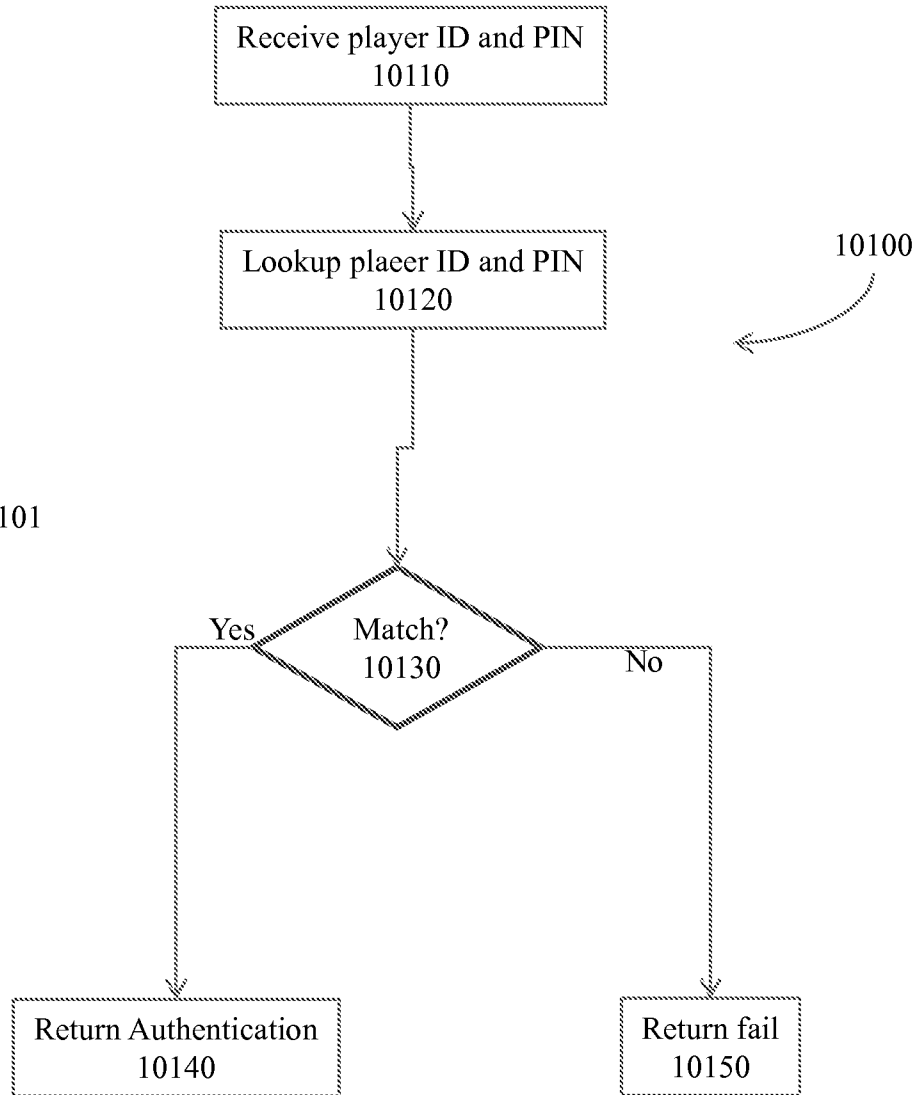 Receive player ID and PIN
10110
Lookup plaeer ID and PIN
10120
10100
101
Yes
Match?
10130
No
Return Authentication
10140
Return fail
10150